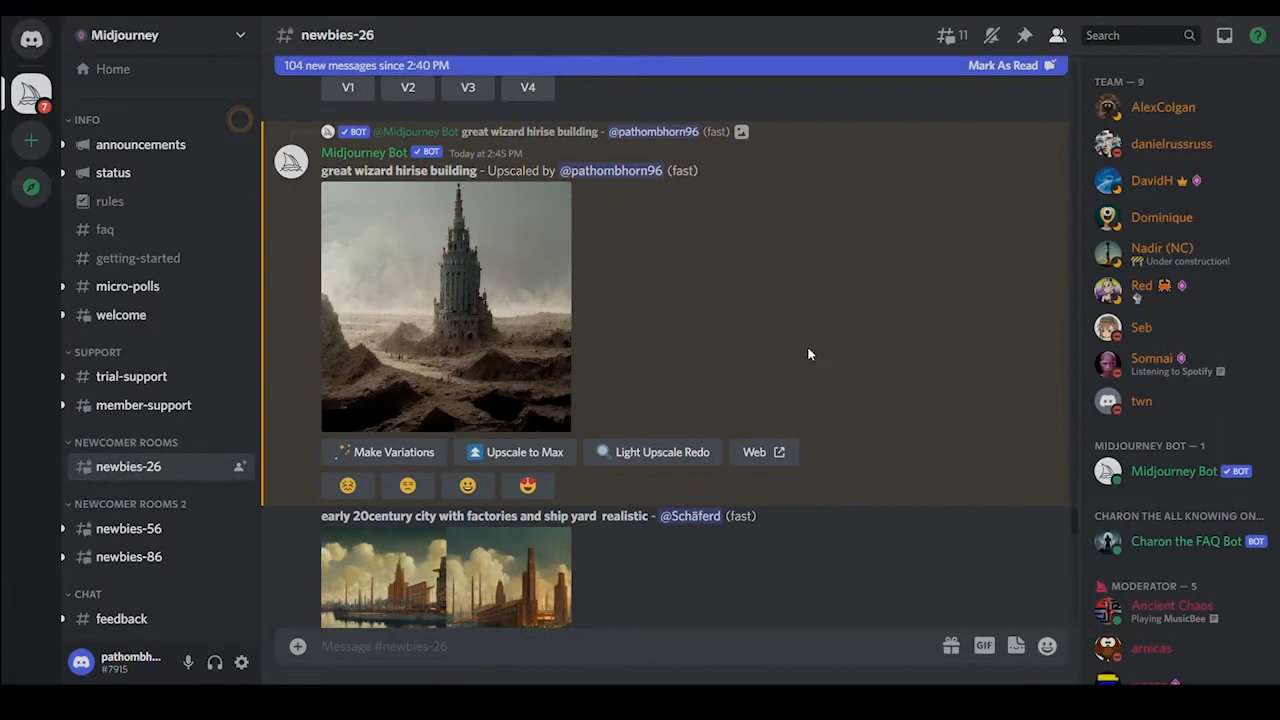 Midjourney
newbies-26
11
Search
7
Home
104 new messages since 2:40 PM
Mark As Read
V1
V2
V3
V4
INFO
announcements
status
rules
faq
getting-started
micro-polls
welcome
SUPPORT
trial-support
member-support
NEWCOMER ROOMS
newbies-26
NEWCOMER ROOMS 2
newbies-56
newbies-86
CHAT
feedback
pathombh...
#7915
BOT @Midjourney Bot great wizard hirise building - @pathombhorn96 (fast)
Midjourney Bot BOT Today at 2:45 PM
great wizard hirise building - Upscaled by @pathombhorn96 (fast)
Make Variations
Upscale to Max
Light Upscale Redo
Web
early 20century city with factories and ship yard realistic - @Schäferd (fast)
Message #newbies-26
GIF
TEAM — 9
AlexColgan
danielrussruss
DavidH
Dominique
Nadir (NC)
Under construction!
Red
Seb
Somnai
Listening to Spotify
twn
MIDJOURNEY BOT — 1
Midjourney Bot BOT
CHARON THE ALL KNOWING ON...
Charon the FAQ Bot BOT
MODERATOR — 5
Ancient Chaos
Playing MusicBee
arnicas